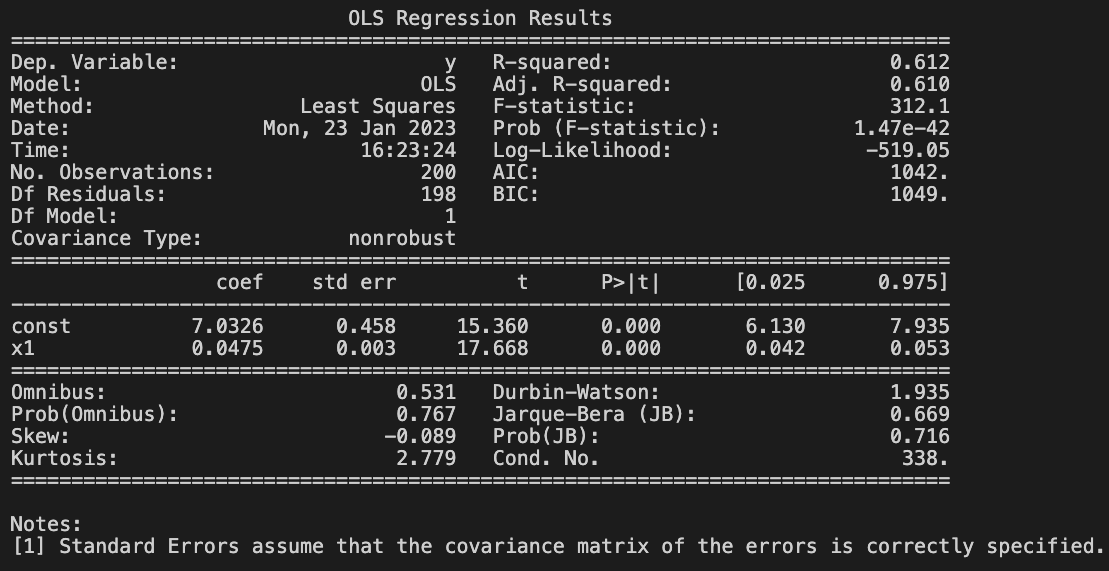 OLS Regression Results
==============================================================================
Dep. Variable:                      y   R-squared:                       0.612
Model:                            OLS   Adj. R-squared:                  0.610
Method:                 Least Squares   F-statistic:                     312.1
Date:                Mon, 23 Jan 2023   Prob (F-statistic):           1.47e-42
Time:                        16:23:24   Log-Likelihood:                -519.05
No. Observations:                 200   AIC:                             1042.
Df Residuals:                     198   BIC:                             1049.
Df Model:                           1
Covariance Type:            nonrobust
==============================================================================
                 coef    std err          t      P>|t|      [0.025      0.975]
------------------------------------------------------------------------------
const          7.0326      0.458     15.360      0.000       6.130       7.935
x1             0.0475      0.003     17.668      0.000       0.042       0.053
==============================================================================
Omnibus:                        0.531   Durbin-Watson:                   1.935
Prob(Omnibus):                  0.767   Jarque-Bera (JB):                0.669
Skew:                          -0.089   Prob(JB):                        0.716
Kurtosis:                       2.779   Cond. No.                         338.
==============================================================================

Notes:
[1] Standard Errors assume that the covariance matrix of the errors is correctly specified.